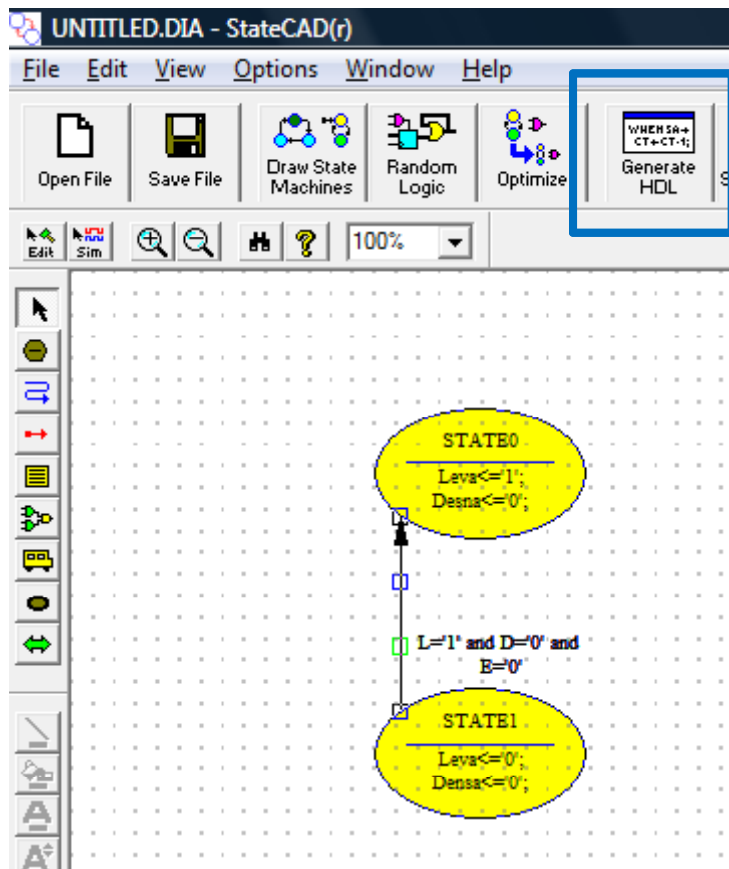 UNTITLED.DIA - StateCAD(r)
File Edit View Options Window Help
WHEN SA+
CT+CT-1;
Open File Save File Draw State Machines Random Logic Optimize Generate HDL S
Edit Sim 100%
STATE0
Leva<='1';
Desna<='0';
L='1' and D='0' and
E='0'
STATE1
Leva<='0';
Densa<='0';
A
A